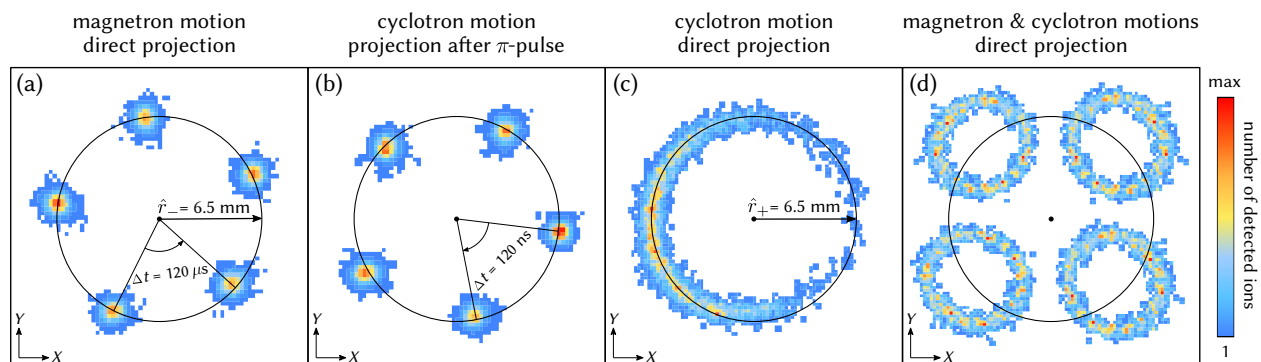 magnetron motion
direct projection
cyclotron motion
projection after π-pulse
cyclotron motion
direct projection
magnetron & cyclotron motions
direct projection
(a)
r̂₋= 6.5 mm
Δt = 120 μs
Y
X
(b)
Δt = 120 ns
Y
X
(c)
r̂₊= 6.5 mm
Y
X
(d)
Y
X
max
number of detected ions
1